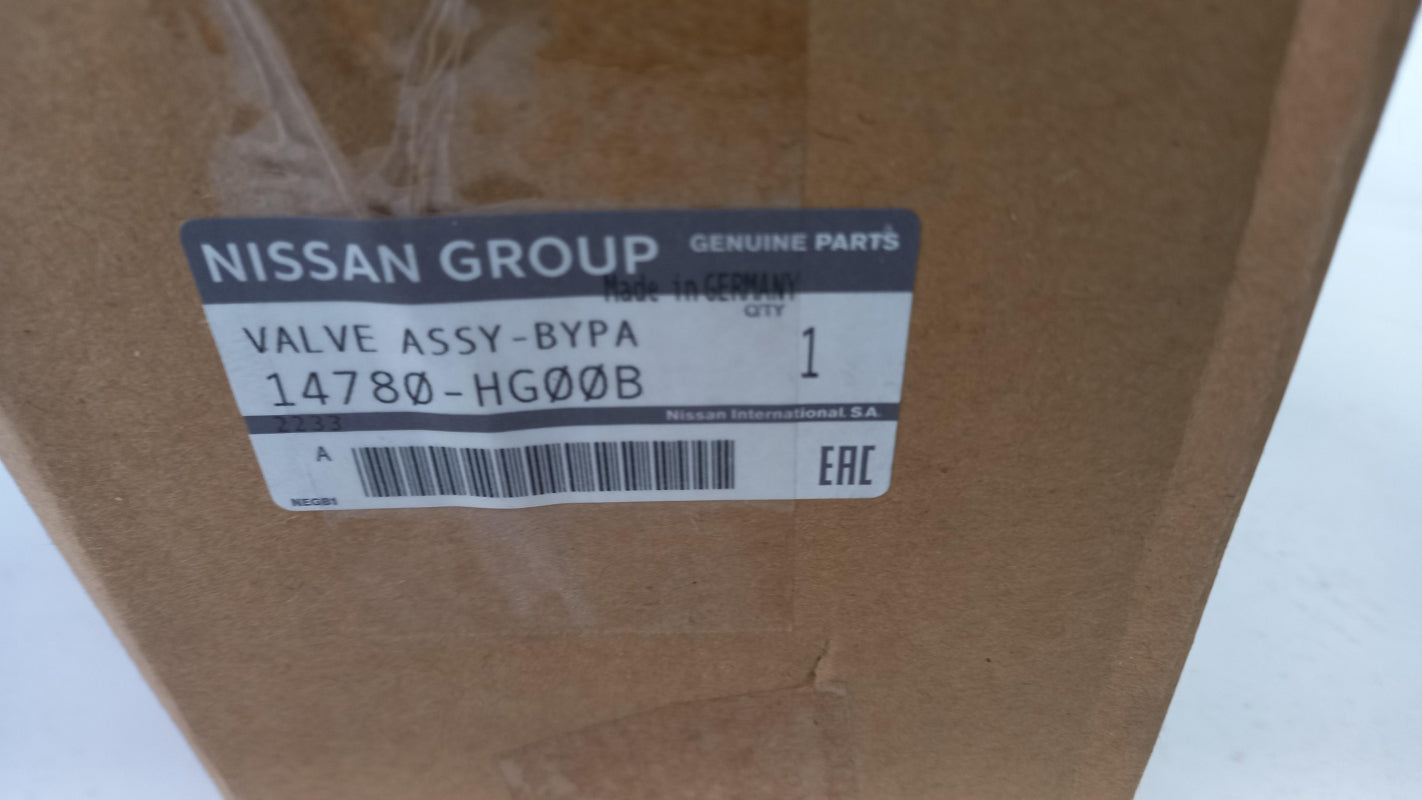 NISSAN GROUP GENUINE PARTS
Made in GERMANY
QTY
VALVE ASSY-BYPA
1
14780-HG00B
2233
Nissan International. S.A.
A
EAC
NEGB1